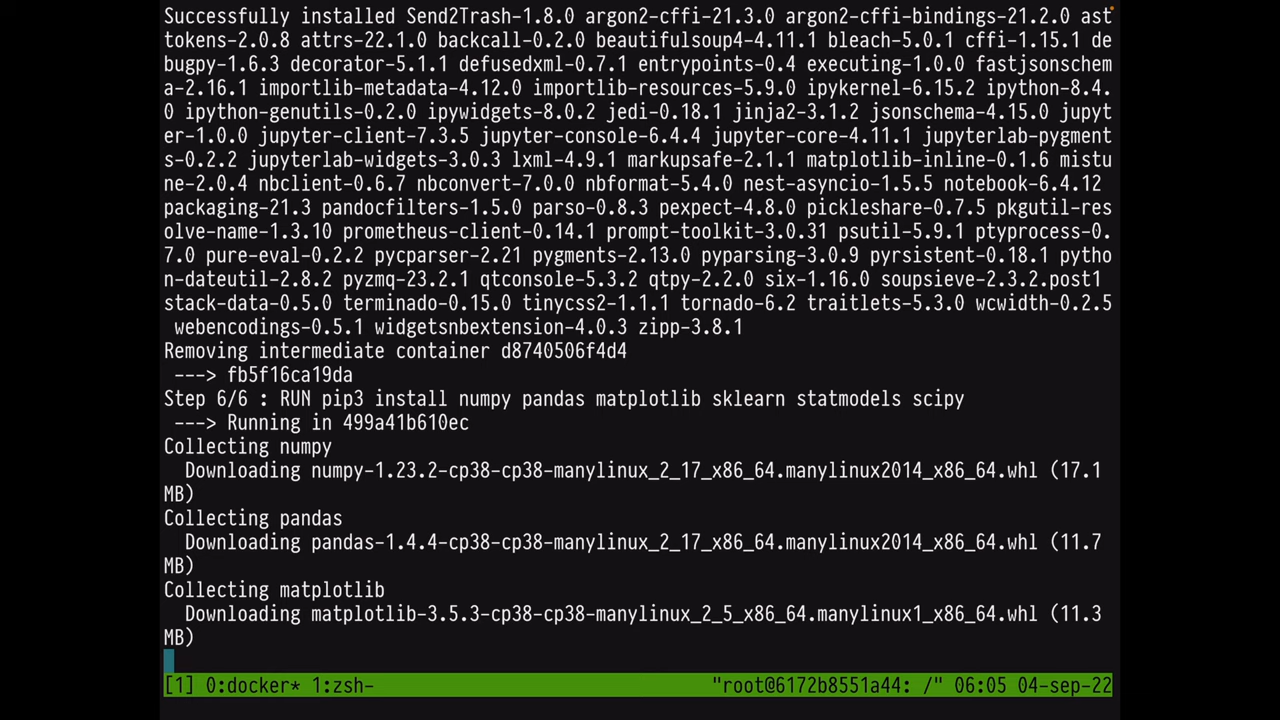 Successfully installed Send2Trash-1.8.0 argon2-cffi-21.3.0 argon2-cffi-bindings-21.2.0 ast
tokens-2.0.8 attrs-22.1.0 backcall-0.2.0 beautifulsoup4-4.11.1 bleach-5.0.1 cffi-1.15.1 de
bugpy-1.6.3 decorator-5.1.1 defusedxml-0.7.1 entrypoints-0.4 executing-1.0.0 fastjsonschem
a-2.16.1 importlib-metadata-4.12.0 importlib-resources-5.9.0 ipykernel-6.15.2 ipython-8.4.
0 ipython-genutils-0.2.0 ipywidgets-8.0.2 jedi-0.18.1 jinja2-3.1.2 jsonschema-4.15.0 jupyt
er-1.0.0 jupyter-client-7.3.5 jupyter-console-6.4.4 jupyter-core-4.11.1 jupyterlab-pygment
s-0.2.2 jupyterlab-widgets-3.0.3 lxml-4.9.1 markupsafe-2.1.1 matplotlib-inline-0.1.6 mistu
ne-2.0.4 nbclient-0.6.7 nbconvert-7.0.0 nbformat-5.4.0 nest-asyncio-1.5.5 notebook-6.4.12
packaging-21.3 pandocfilters-1.5.0 parso-0.8.3 pexpect-4.8.0 pickleshare-0.7.5 pkgutil-res
olve-name-1.3.10 prometheus-client-0.14.1 prompt-toolkit-3.0.31 psutil-5.9.1 ptyprocess-0.
7.0 pure-eval-0.2.2 pycparser-2.21 pygments-2.13.0 pyparsing-3.0.9 pyrsistent-0.18.1 pytho
n-dateutil-2.8.2 pyzmq-23.2.1 qtconsole-5.3.2 qtpy-2.2.0 six-1.16.0 soupsieve-2.3.2.post1
stack-data-0.5.0 terminado-0.15.0 tinycss2-1.1.1 tornado-6.2 traitlets-5.3.0 wcwidth-0.2.5
webencodings-0.5.1 widgetsnbextension-4.0.3 zipp-3.8.1
Removing intermediate container d8740506f4d4
---> fb5f16ca19da
Step 6/6 : RUN pip3 install numpy pandas matplotlib sklearn statmodels scipy
---> Running in 499a41b610ec
Collecting numpy
Downloading numpy-1.23.2-cp38-cp38-manylinux_2_17_x86_64.manylinux2014_x86_64.whl (17.1
MB)
Collecting pandas
Downloading pandas-1.4.4-cp38-cp38-manylinux_2_17_x86_64.manylinux2014_x86_64.whl (11.7
MB)
Collecting matplotlib
Downloading matplotlib-3.5.3-cp38-cp38-manylinux_2_5_x86_64.manylinux1_x86_64.whl (11.3
MB)
[1] 0:docker* 1:zsh- "root@6172b8551a44: /" 06:05 04-sep-22